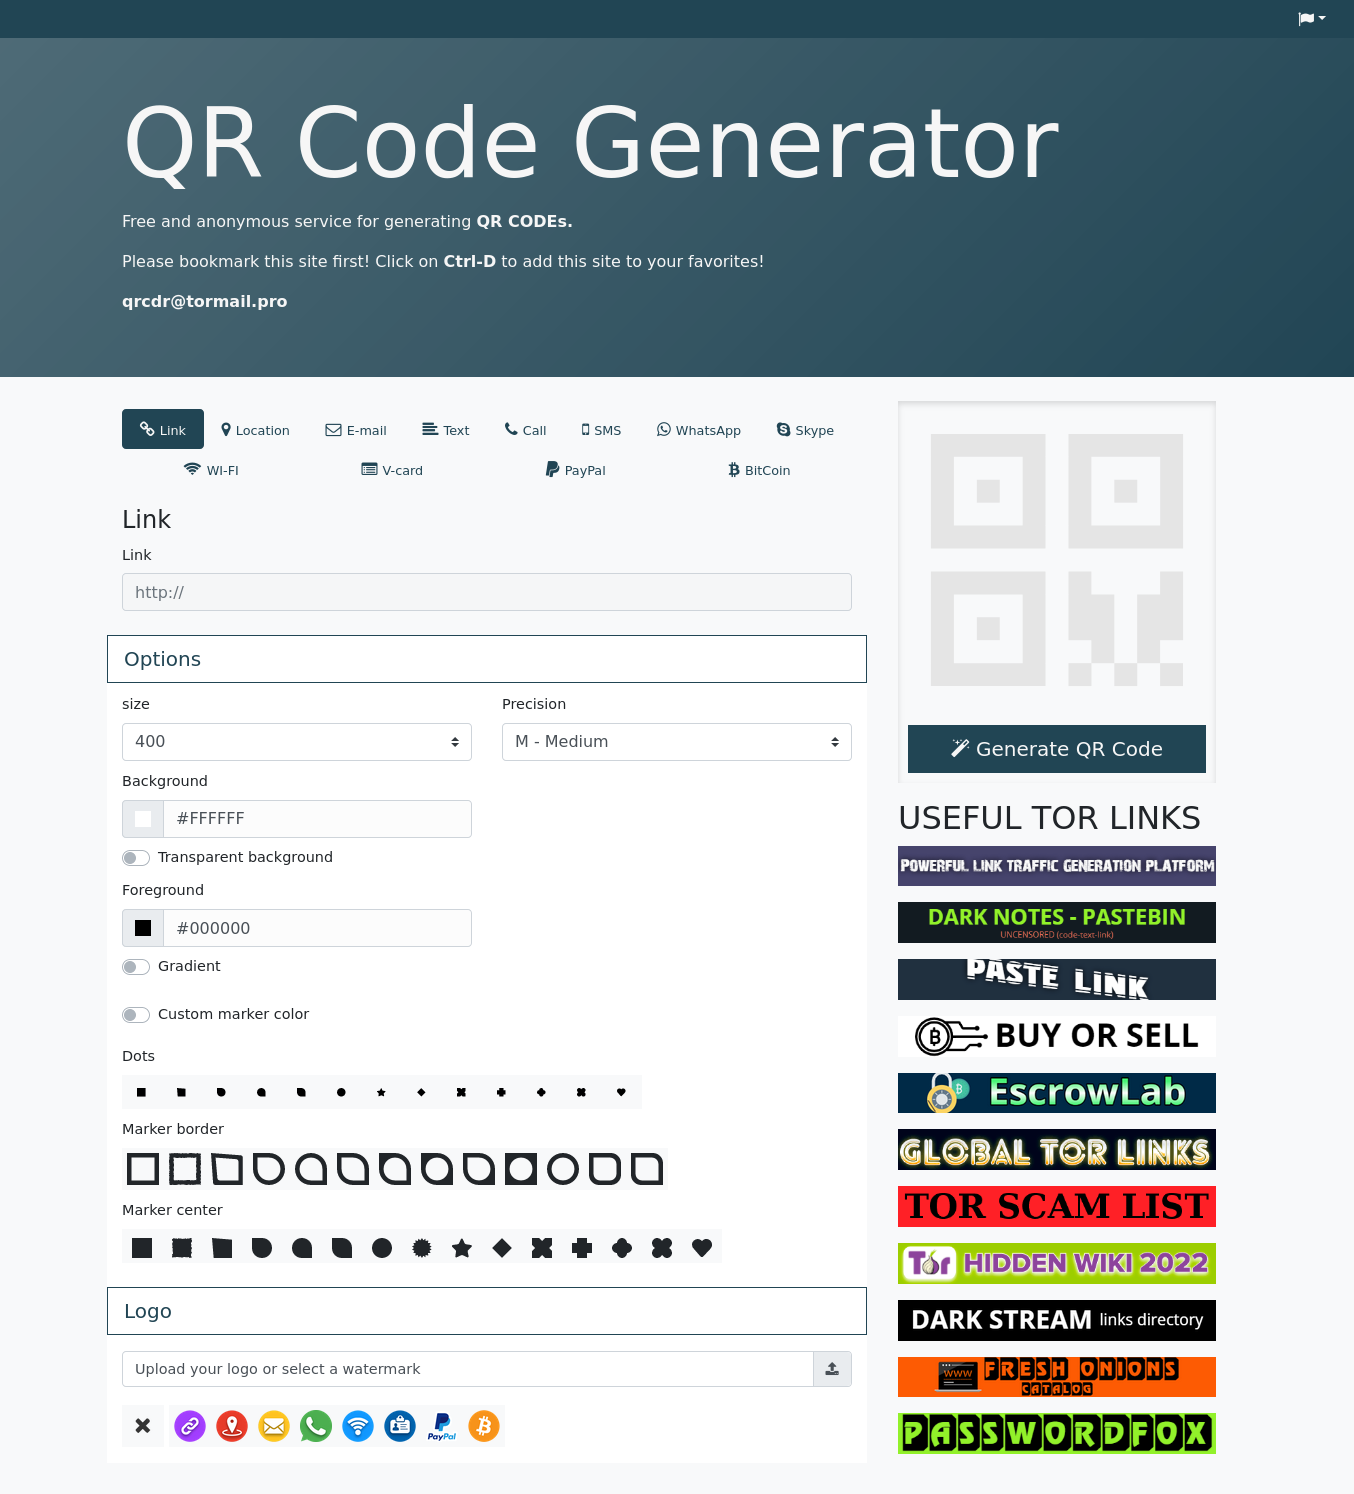 QR Code Generator
Free and anonymous service for generating QR CODEs.
Please bookmark this site first! Click on Ctrl-D to add this site to your favorites!
qrcdr@tormail.pro
Link
Location
E-mail
Text
Call
SMS
WhatsApp
Skype
WI-FI
V-card
PayPal
BitCoin
Link
Link
http://
Options
size
Precision
400
M - Medium
Background
#FFFFFF
Transparent background
Foreground
#000000
Gradient
Custom marker color
Dots
Marker border
Marker center
Logo
Upload your logo or select a watermark
PayPal
Generate QR Code
USEFUL TOR LINKS
POWERFUL LINK TRAFFIC GENERATION PLATFORM
DARK NOTES - PASTEBIN
UNCENSORED (code-text-link)
PASTE LINK
BUY OR SELL
EscrowLab
GLOBAL TOR LINKS
TOR SCAM LIST
Tor HIDDEN WIKI 2022
DARK STREAM links directory
WWW FRESH ONIONS
CATALOG
PASSWORDFOX